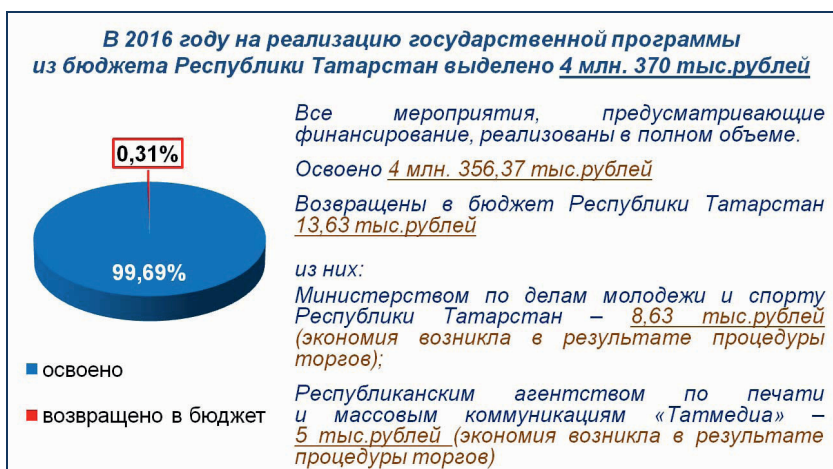 В 2016 году на реализацию государственной программы
из бюджета Республики Татарстан выделено 4 млн. 370 тыс.рублей
0,31%
99,69%
освоено
возвращено в бюджет
Все мероприятия, предусматривающие
финансирование, реализованы в полном объеме.
Освоено 4 млн. 356,37 тыс.рублей
Возвращены в бюджет Республики Татарстан
13,63 тыс.рублей
из них:
Министерством по делам молодежи и спорту
Республики Татарстан – 8,63 тыс.рублей
(экономия возникла в результате процедуры
торгов);
Республиканским агентством по печати
и массовым коммуникациям «Татмедиа» –
5 тыс.рублей (экономия возникла в результате
процедуры торгов)